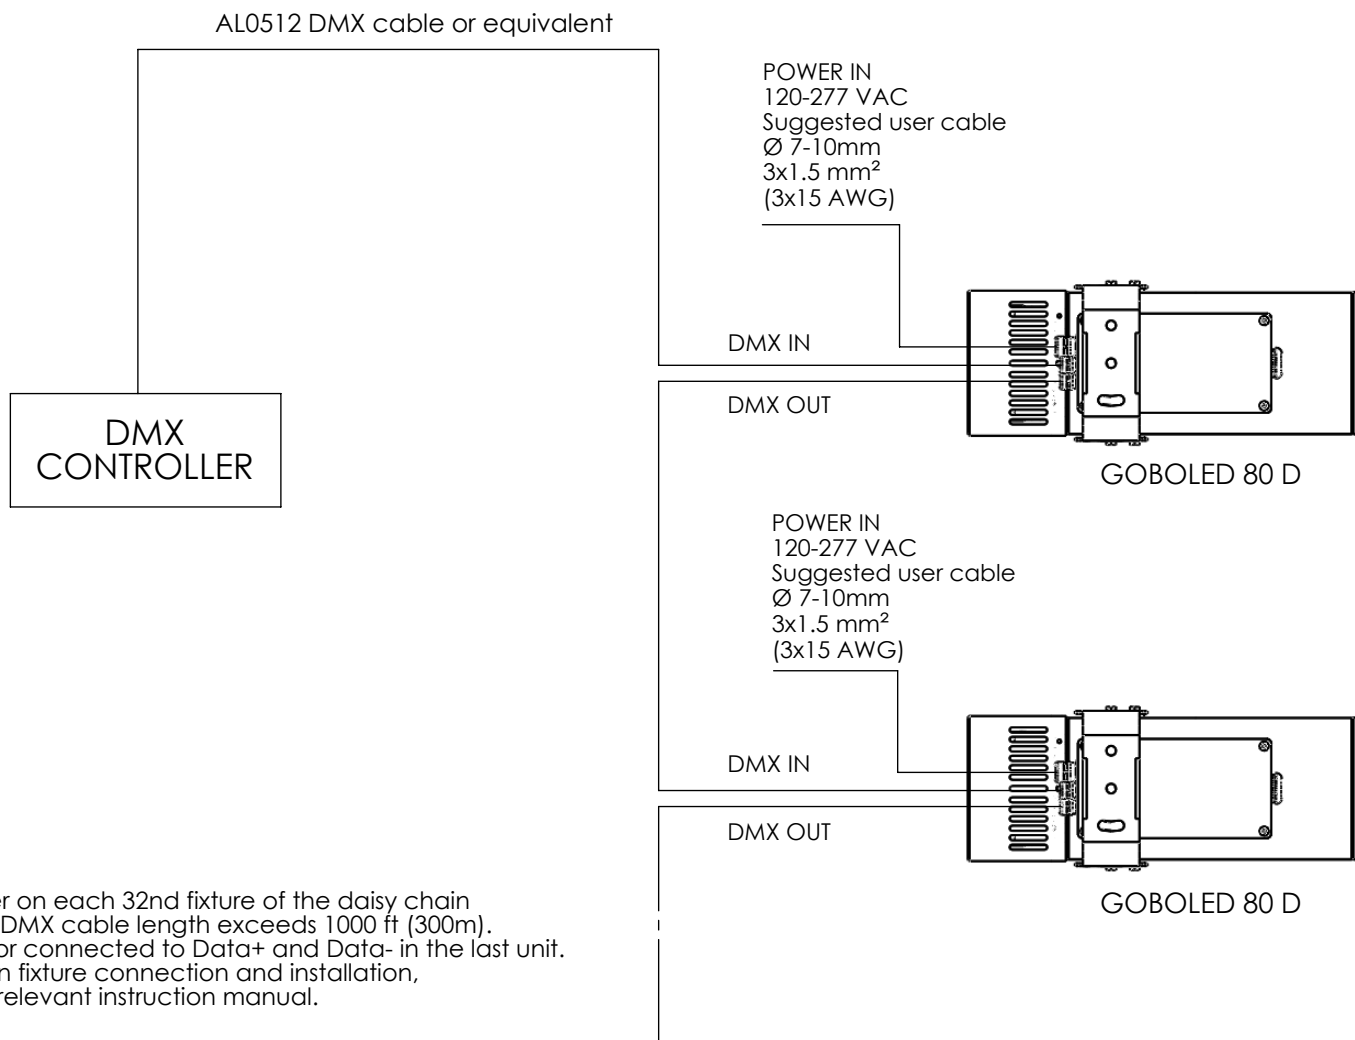 AL0512 DMX cable or equivalent
POWER IN
120-277 VAC
Suggested user cable
Ø 7-10mm
3x1.5 mm²
(3x15 AWG)
DMX IN
DMX OUT
DMX
CONTROLLER
GOBOLED 80 D
POWER IN
120-277 VAC
Suggested user cable
Ø 7-10mm
3x1.5 mm²
(3x15 AWG)
DMX IN
DMX OUT
GOBOLED 80 D
on each 32nd fixture of the daisy chain
DMX cable length exceeds 1000 ft (300m).
connected to Data+ and Data- in the last unit.
fixture connection and installation,
relevant instruction manual.